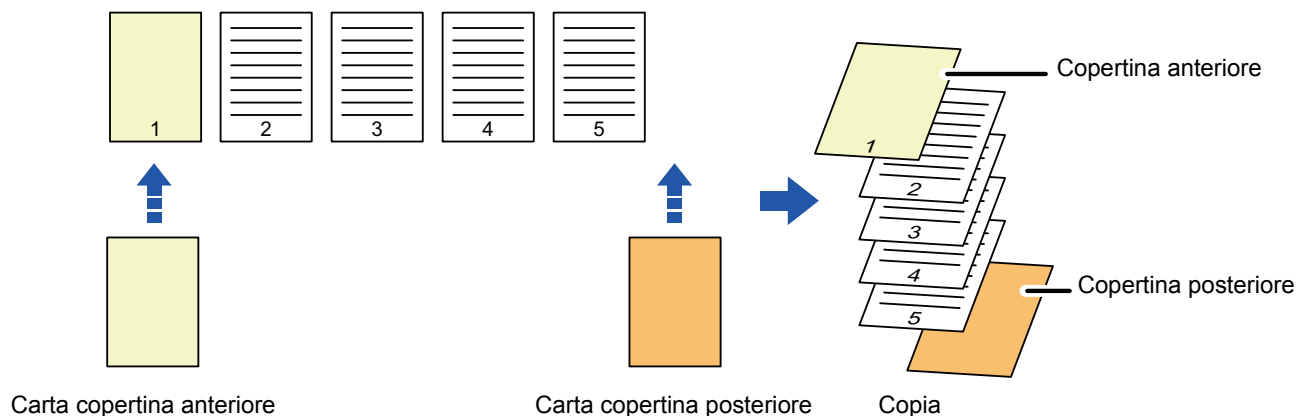 1 2 3 4 5
Copertina anteriore
1
2
3
4
5
Copertina posteriore
Carta copertina anteriore Carta copertina posteriore Copia